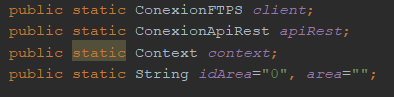 public static ConexionFTPS client;
public static ConexionApiRest apiRest;
public static Context context;
public static String idArea="0", area="";